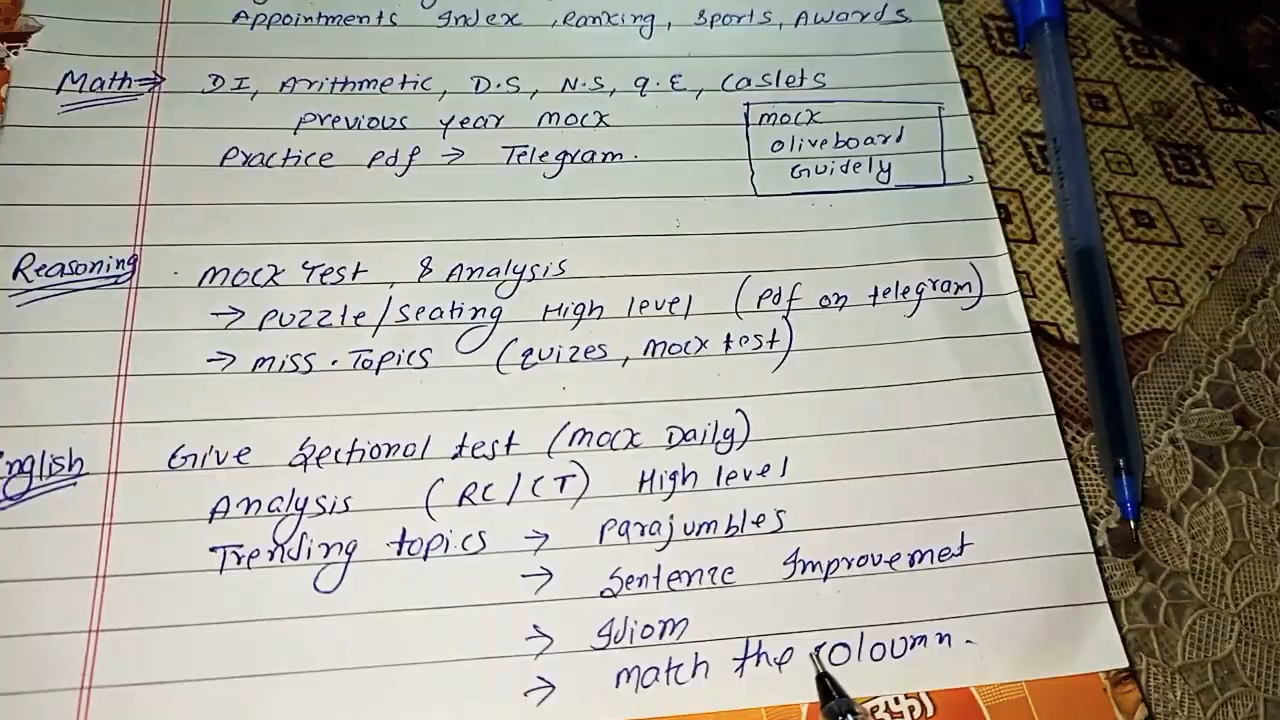 Appointments Index, Ranking, Sports, Awards
Math → DI, Arithmetic, D.S, N.S, q.E, Caslets
previous year mock
Practice pdf → Telegram.
mock
oliveboard
Guidely
Reasoning . mock Test, & Analysis
→ puzzle/seating High level (pdf on telegram)
→ miss. Topics (quizes, mock test)
nglish Give Sectional test (mock Daily)
Analysis (RC/CT) High level
Trending topics → Parajumbles
→ Sentense Improvemet
→ Idiom
→ match the coloumn.